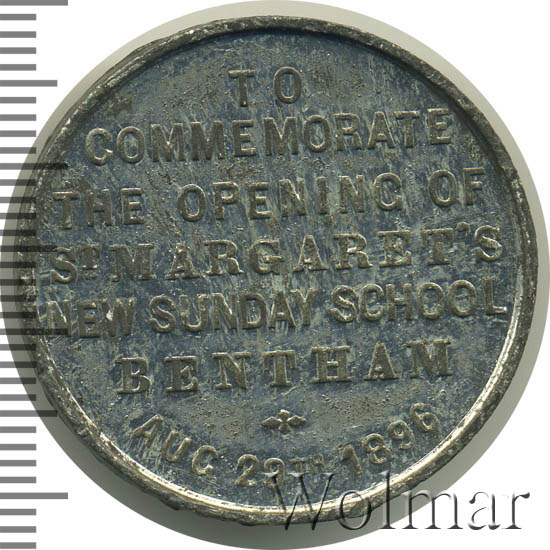 TO
COMMEMORATE
THE OPENING OF
ST MARGARET'S
NEW SUNDAY SCHOOL
BENTHAM
AUG 29TH 1896
Wolmar